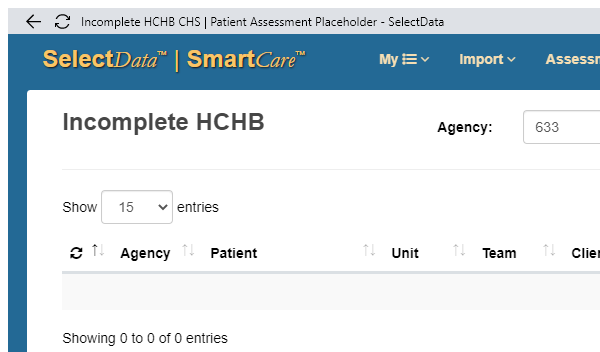 Incomplete HCHB CHS | Patient Assessment Placeholder - SelectData
SelectData™ | SmartCare™ My Import Assessm
Incomplete HCHB Agency: 633
Show 15 entries
Agency Patient Unit Team Clie
Showing 0 to 0 of 0 entries